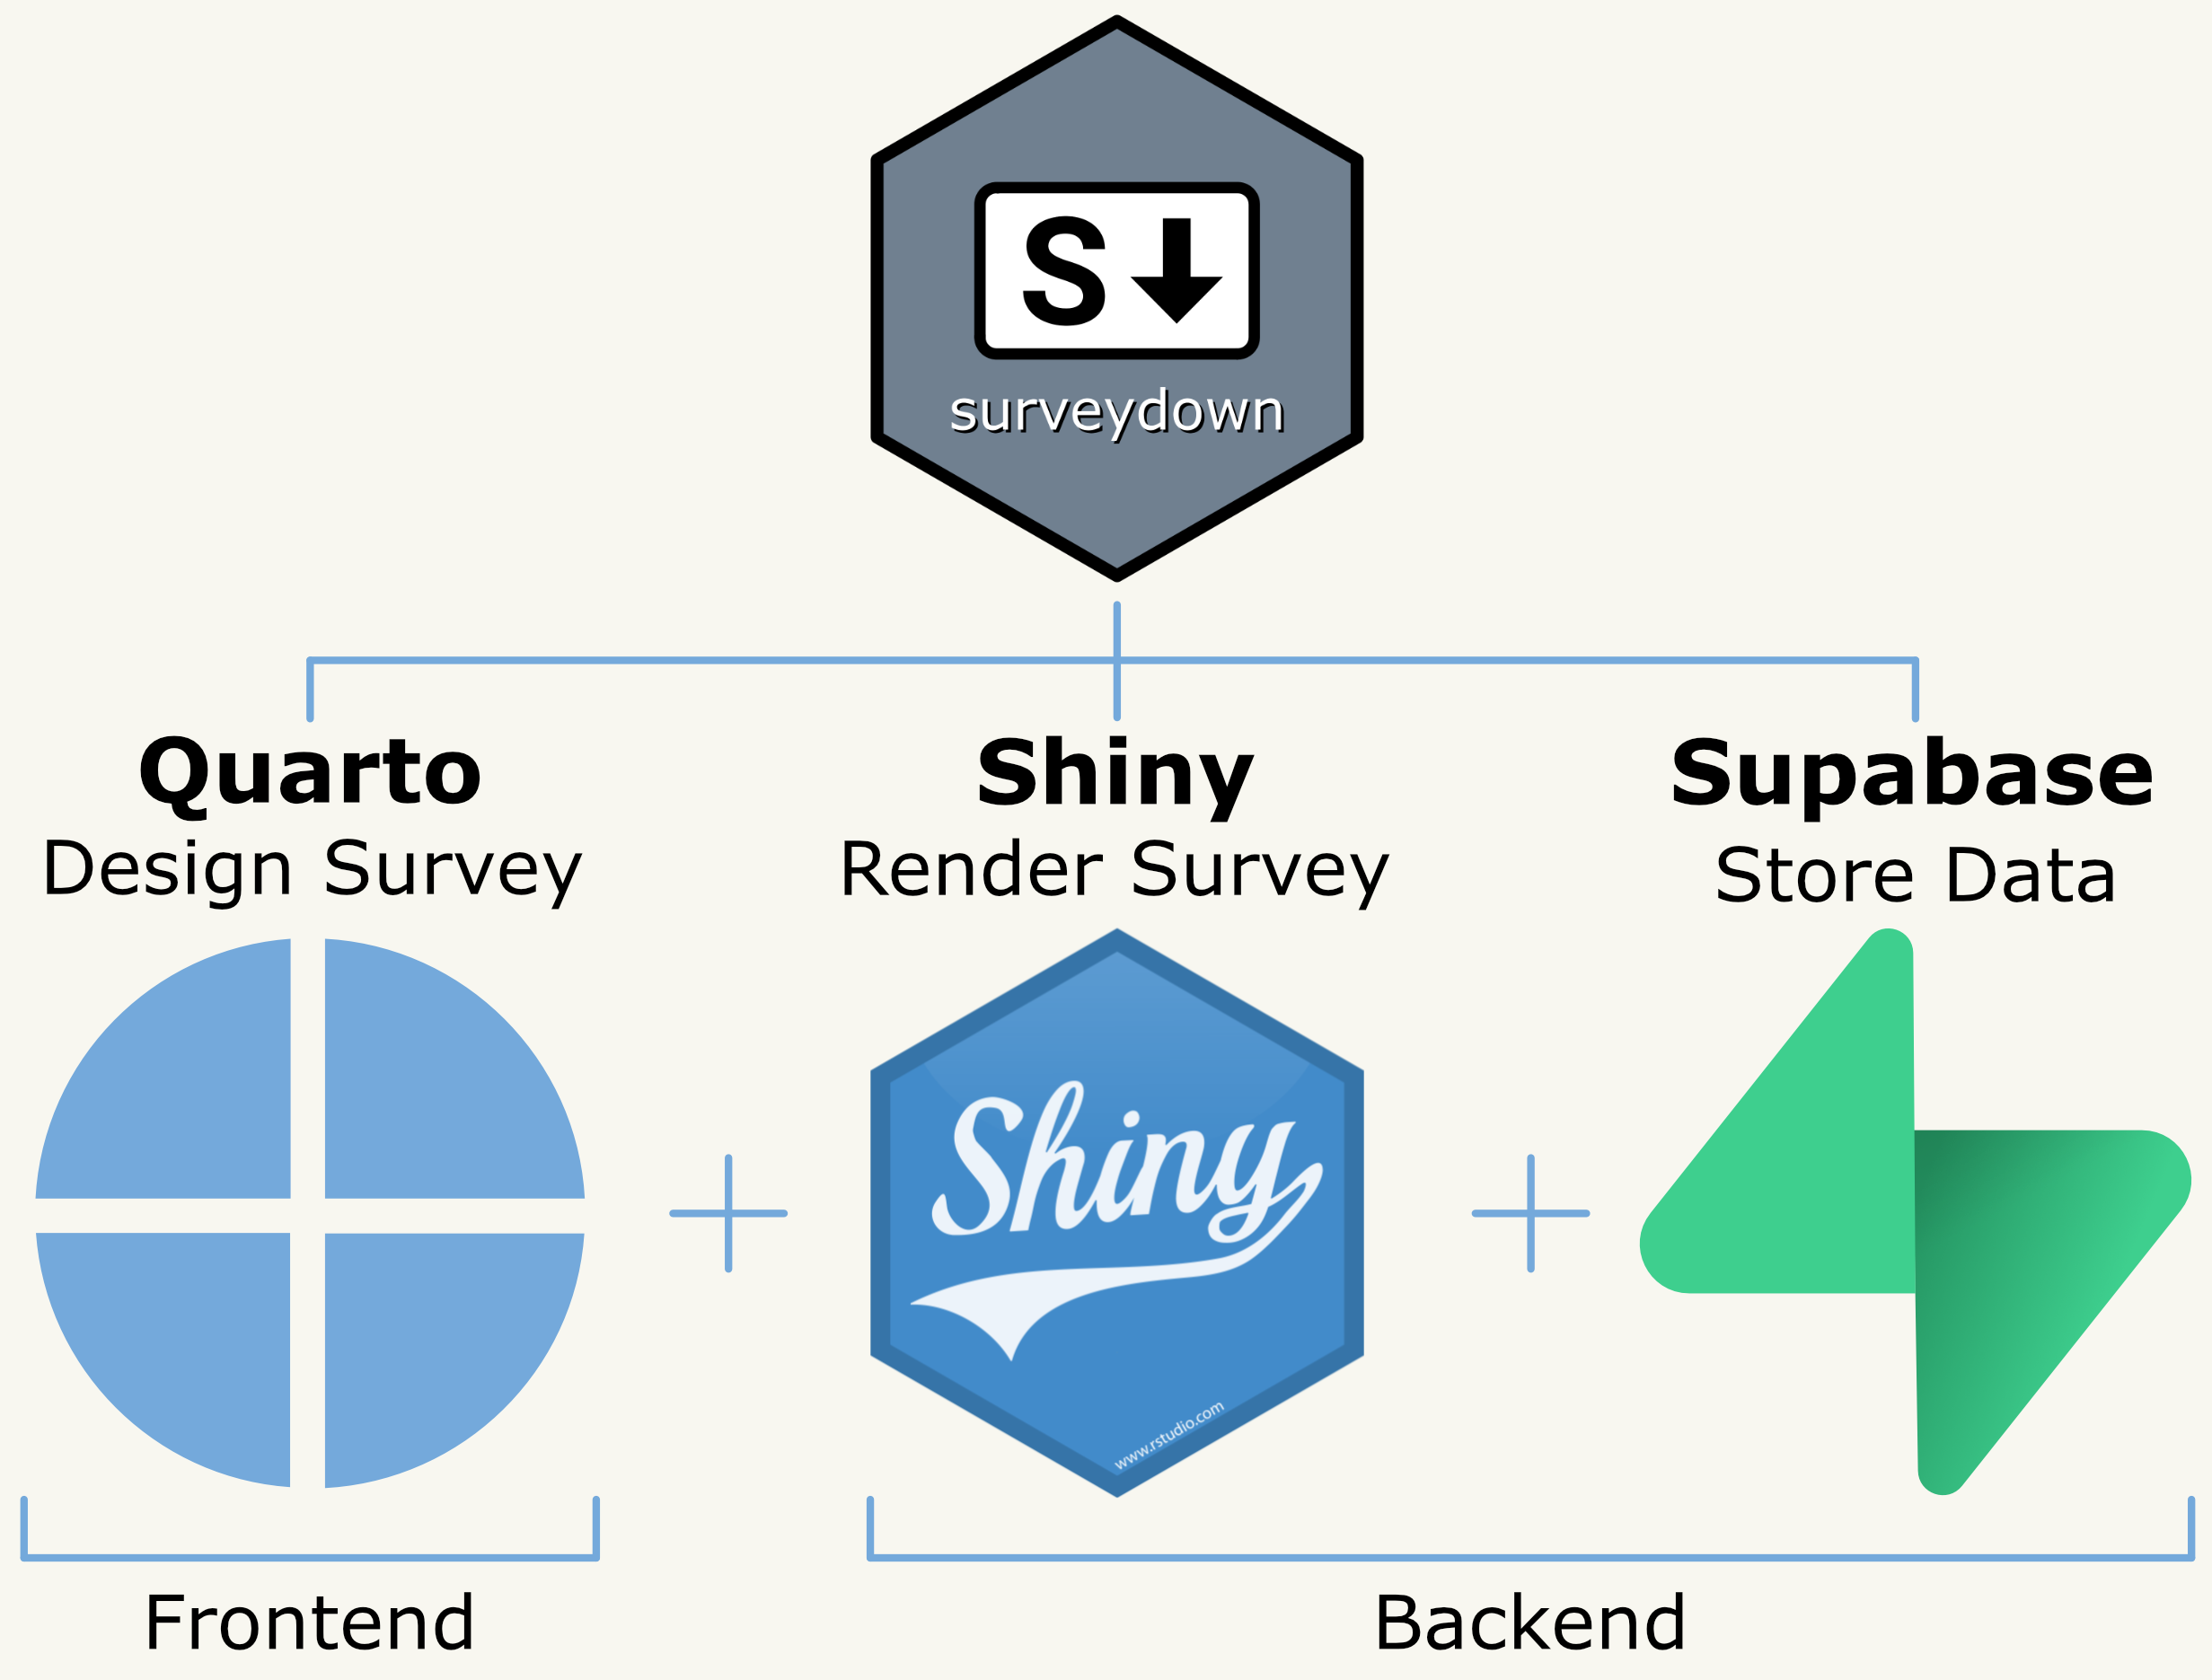 S
surveydown
Quarto
Shiny
Supabase
Design Survey
Render Survey
Store Data
Shiny
www.rstudio.com
Frontend
Backend